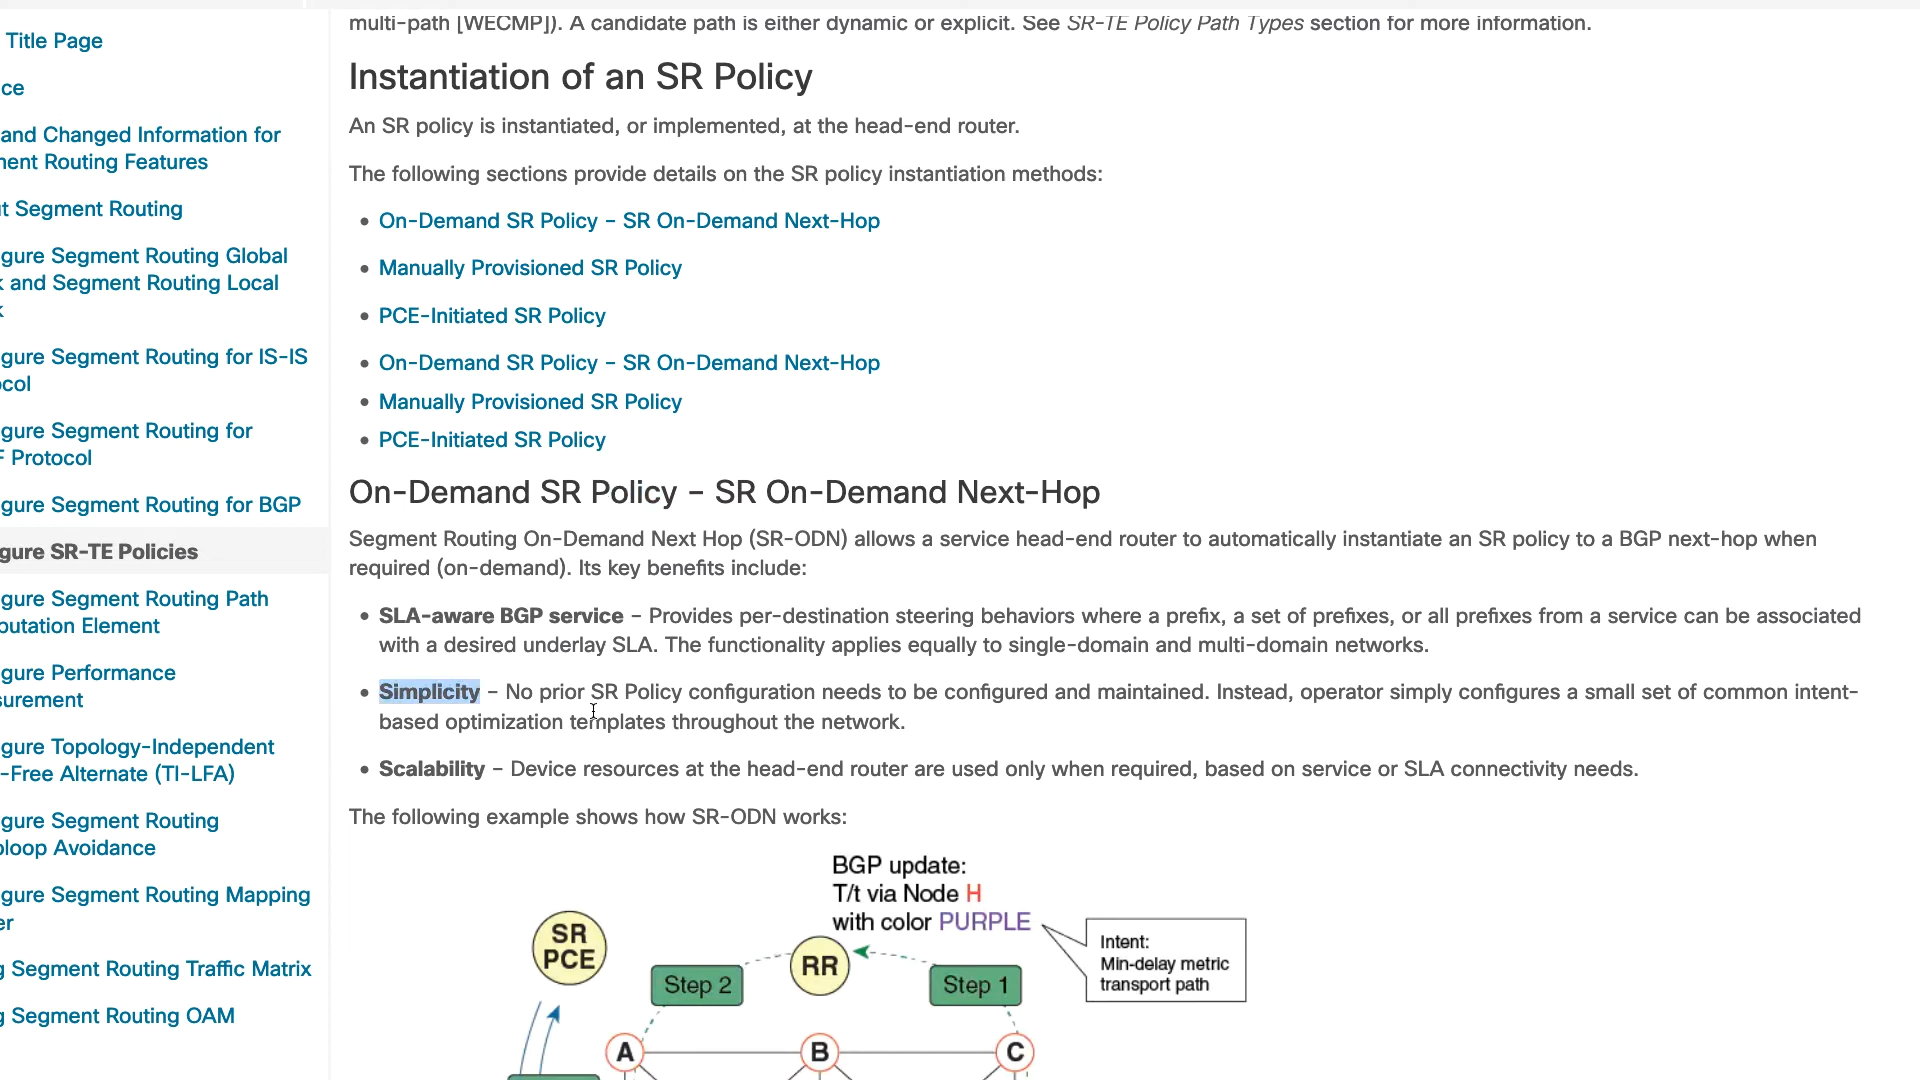 Title Page
ce
and Changed Information for
nent Routing Features
t Segment Routing
gure Segment Routing Global
k and Segment Routing Local
k
gure Segment Routing for IS-IS
ocol
gure Segment Routing for
F Protocol
gure Segment Routing for BGP
gure SR-TE Policies
gure Segment Routing Path
putation Element
gure Performance
surement
gure Topology-Independent
-Free Alternate (TI-LFA)
gure Segment Routing
oloop Avoidance
gure Segment Routing Mapping
er
g Segment Routing Traffic Matrix
g Segment Routing OAM
multi-path [WECMP]). A candidate path is either dynamic or explicit. See SR-TE Policy Path Types section for more information.
Instantiation of an SR Policy
An SR policy is instantiated, or implemented, at the head-end router.
The following sections provide details on the SR policy instantiation methods:
• On-Demand SR Policy – SR On-Demand Next-Hop
• Manually Provisioned SR Policy
• PCE-Initiated SR Policy
• On-Demand SR Policy – SR On-Demand Next-Hop
• Manually Provisioned SR Policy
• PCE-Initiated SR Policy
On-Demand SR Policy – SR On-Demand Next-Hop
Segment Routing On-Demand Next Hop (SR-ODN) allows a service head-end router to automatically instantiate an SR policy to a BGP next-hop when
required (on-demand). Its key benefits include:
• SLA-aware BGP service – Provides per-destination steering behaviors where a prefix, a set of prefixes, or all prefixes from a service can be associated
with a desired underlay SLA. The functionality applies equally to single-domain and multi-domain networks.
• Simplicity – No prior SR Policy configuration needs to be configured and maintained. Instead, operator simply configures a small set of common intent-
based optimization templates throughout the network.
• Scalability – Device resources at the head-end router are used only when required, based on service or SLA connectivity needs.
The following example shows how SR-ODN works:
BGP update:
T/t via Node H
with color PURPLE
SR
PCE
Step 2
RR
Step 1
Intent:
Min-delay metric
transport path
A
B
C